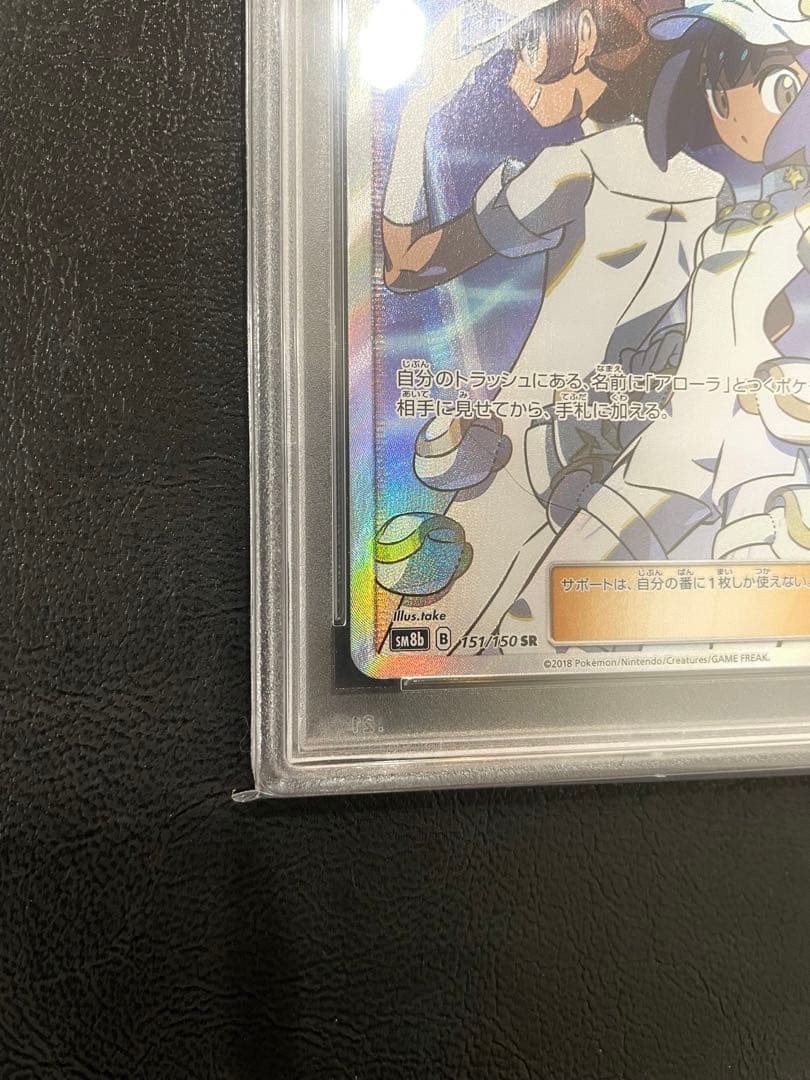 自分のトラッシュにある、名前に「アローラ」とつくポケ
相手に見せてから、手札に加える。
サポートは、自分の番に1枚しか使えない。
Illus.take
SM8b B 151/150 SR
©2018 Pokémon/Nintendo/Creatures/GAME FREAK.